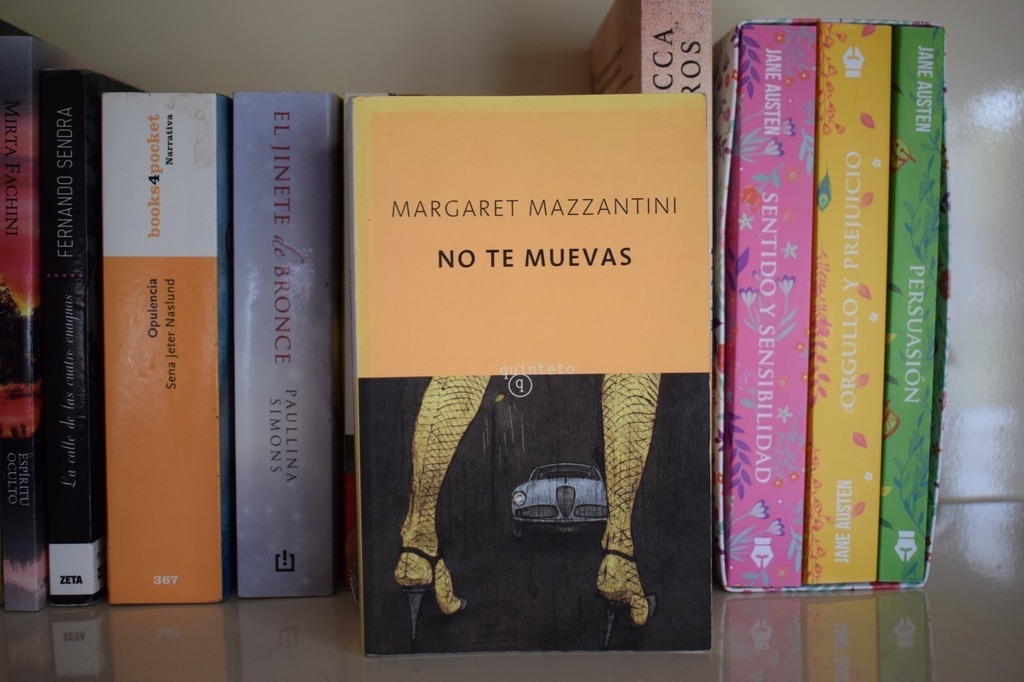 MIRTA FACHINI
ESPÍRITU
OCULTO
FERNANDO SENDRA
La calle de las cuatro enaguas
ZETA
books4pocket
Narrativa
Opulencia
Sena Jeter Naslund
367
EL JINETE de BRONCE
PAULLINA
SIMONS
MARGARET MAZZANTINI
NO TE MUEVAS
quinteto
q
CCA
ROS
JANE AUSTEN
SENTIDO Y SENSIBILIDAD
ORGULLO Y PREJUICIO
JANE AUSTEN
JANE AUSTEN
PERSUASIÓN